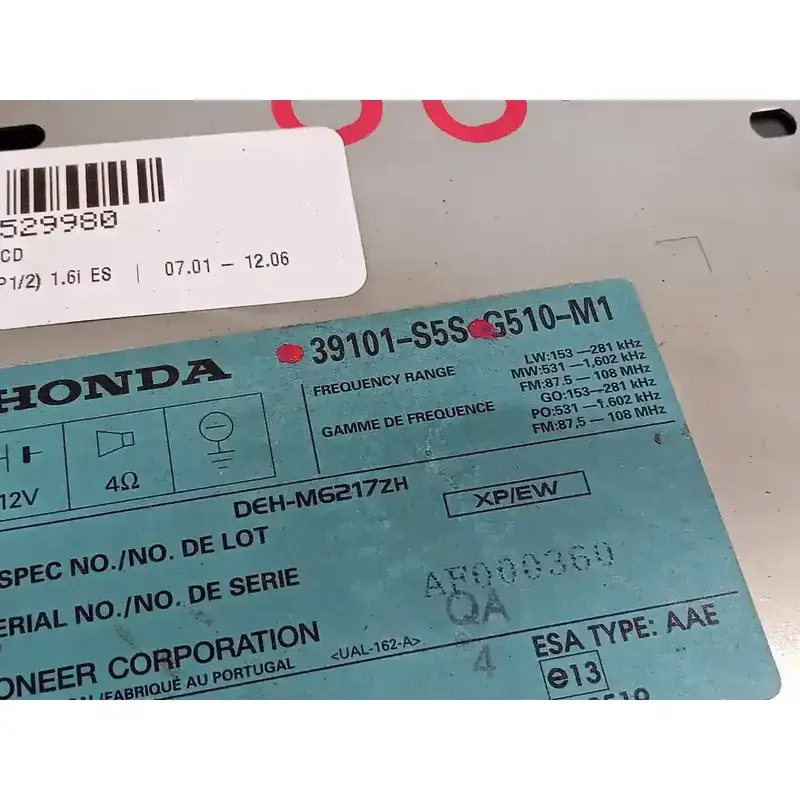 529980
CD
P1/2) 1.6i ES | 07.01 – 12.06
HONDA
39101-S5S-G510-M1
FREQUENCY RANGE
LW:153—281 kHz
MW:531—1,602 kHz
FM:87.5—108 MHz
GAMME DE FREQUENCE
GO:153—281 kHz
PO:531—1,602 kHz
FM:87,5—108 MHz
12V
4Ω
DEH-M6217ZH
XP/EW
SPEC NO./NO. DE LOT
ERIAL NO./NO. DE SERIE
AF000360
QA
4
ONEER CORPORATION
<UAL-162-A>
/FABRIQUÉ AU PORTUGAL
ESA TYPE: AAE
e13